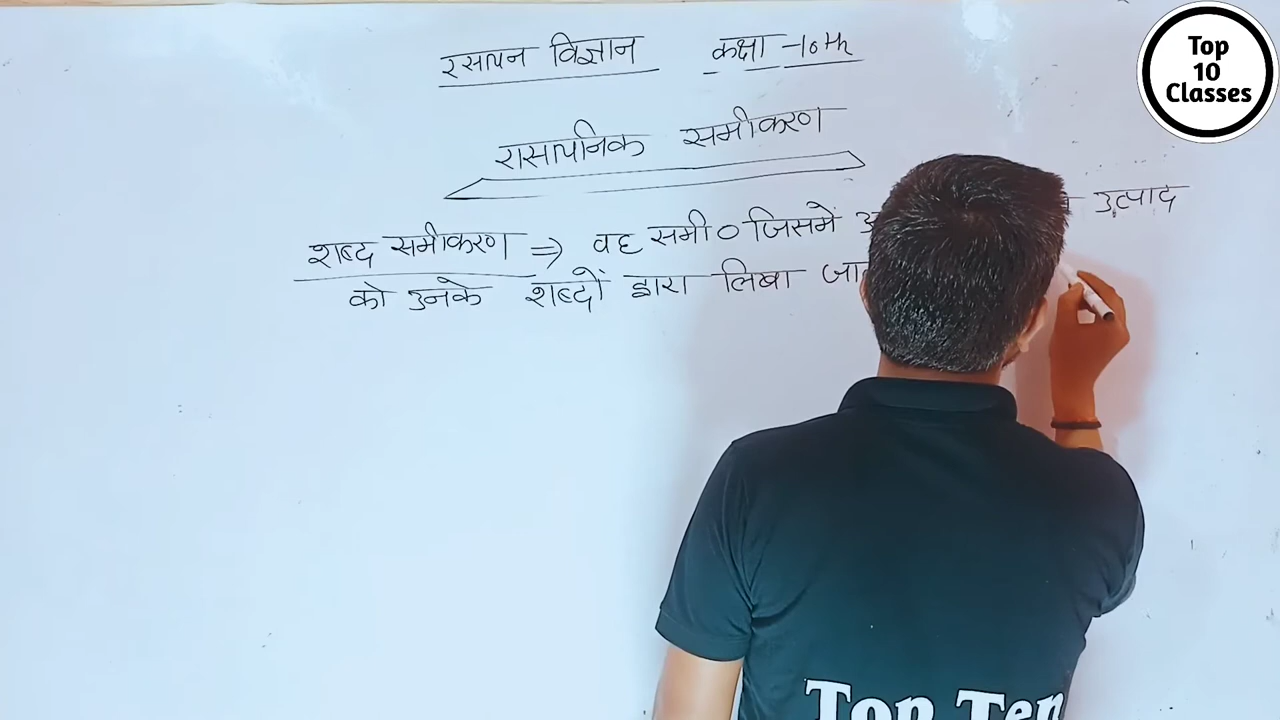 रसायन विज्ञान कक्षा -10th
रासायनिक समीकरण
शब्द समीकरण ⇒ वह समी० जिसमें उत्पाद
को उनके शब्दों द्वारा लिखा
Top
10
Classes
Top Ten